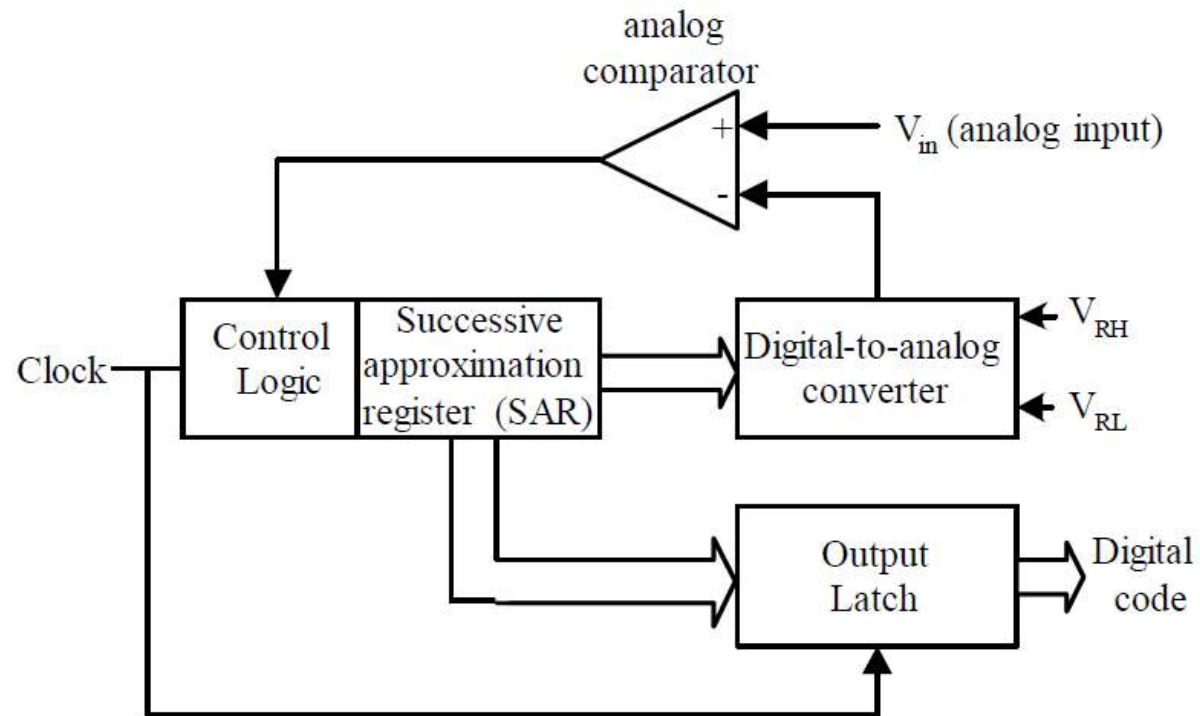 analog
comparator
+
V_in (analog input)
-
Control
Logic
Successive
approximation
register (SAR)
Clock
Digital-to-analog
converter
V_RH
V_RL
Output
Latch
Digital
code